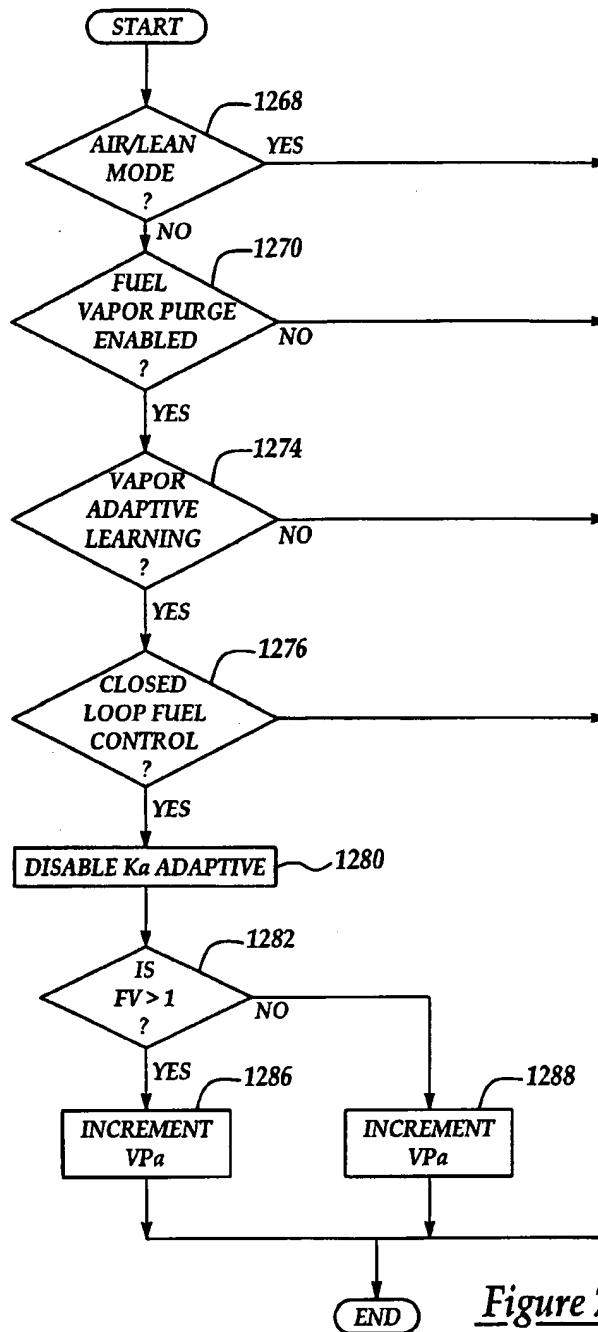 START
1268
AIR/LEAN
MODE
?
YES
NO
1270
FUEL
VAPOR PURGE
ENABLED
?
NO
YES
1274
VAPOR
ADAPTIVE
LEARNING
?
NO
YES
1276
CLOSED
LOOP FUEL
CONTROL
?
YES
DISABLE Ka ADAPTIVE
1280
1282
IS
FV > 1
?
NO
YES
1286
1288
INCREMENT
VPa
INCREMENT
VPa
END
Figure